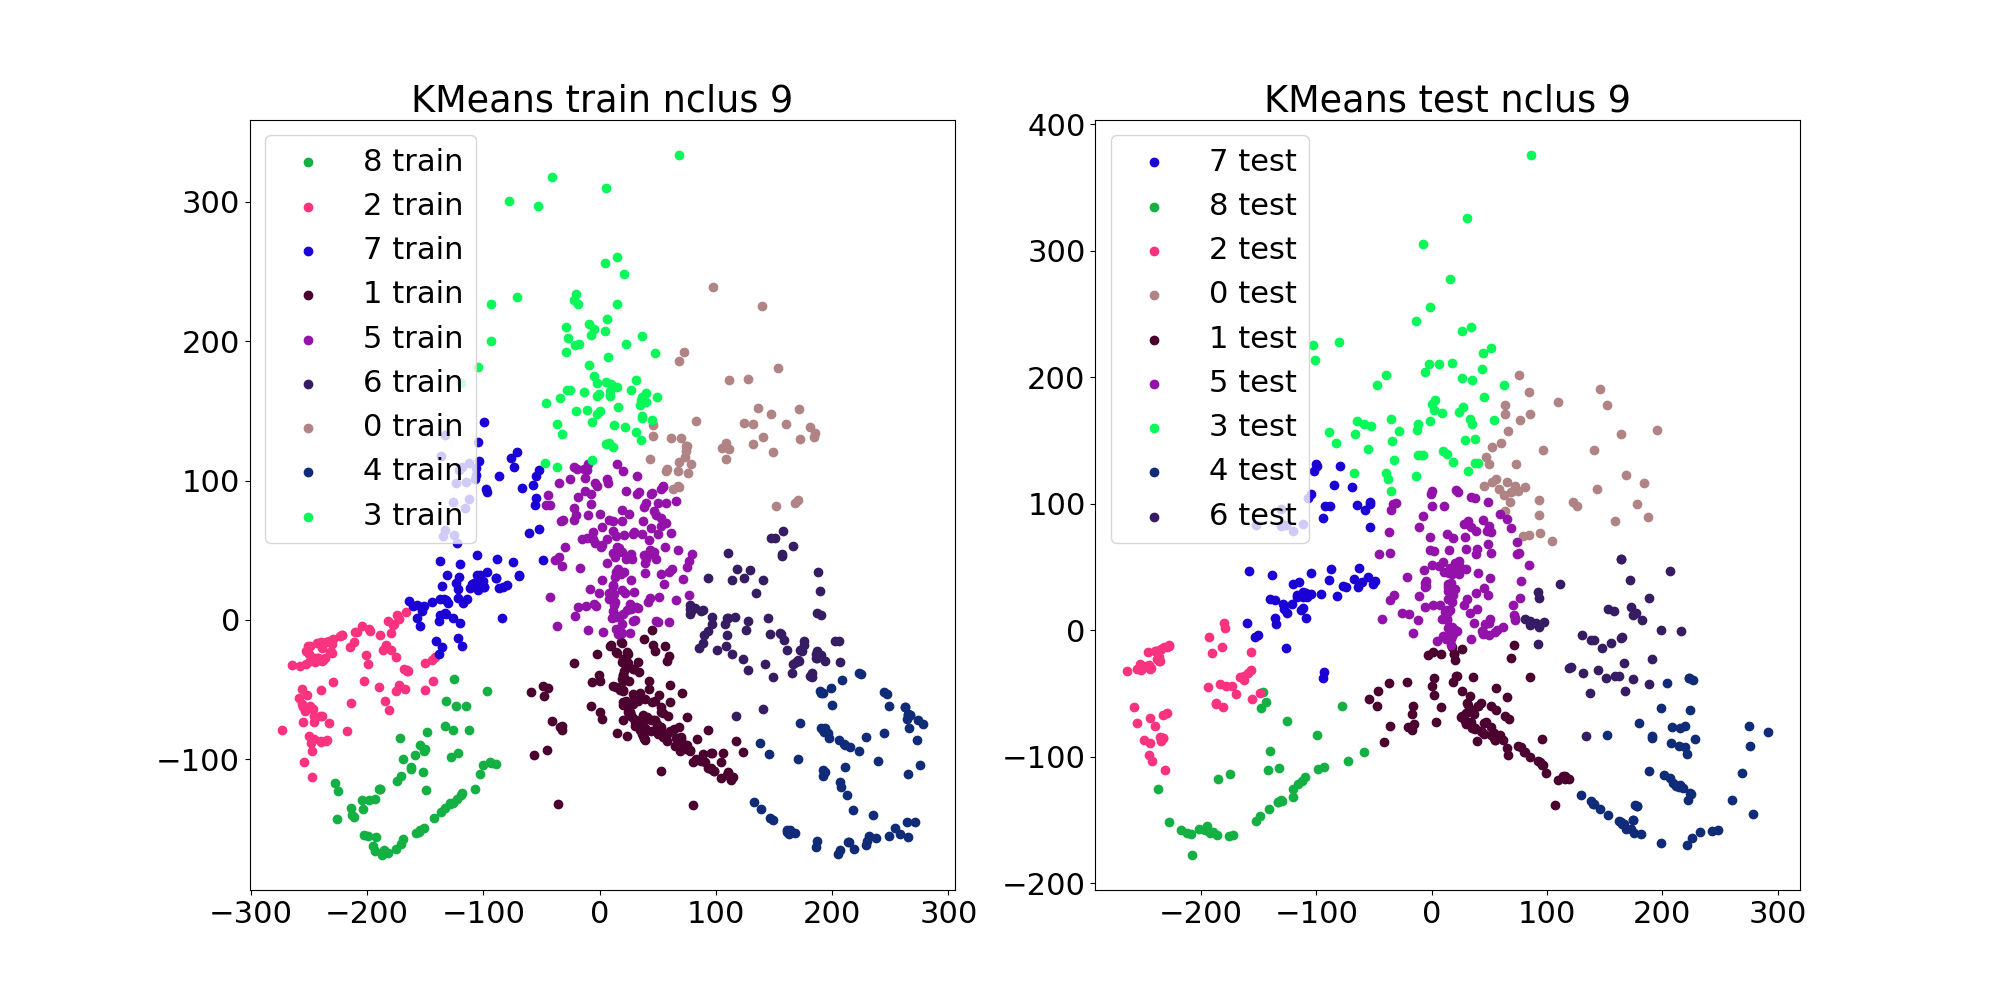 KMeans train nclus 9
8 train
2 train
7 train
1 train
5 train
6 train
0 train
4 train
3 train
300
200
100
0
−100
−300
−200
−100
0
100
200
300
KMeans test nclus 9
7 test
8 test
2 test
0 test
1 test
5 test
3 test
4 test
6 test
400
300
200
100
0
−100
−200
−200
−100
0
100
200
300